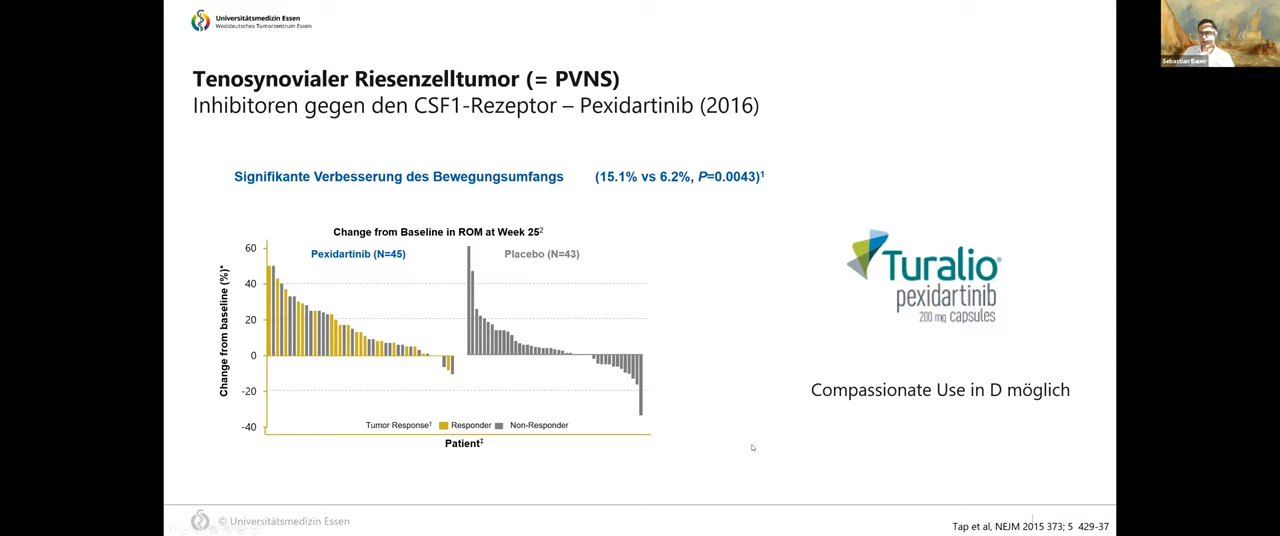 Universitätsmedizin Essen
Westdeutsches Tumorzentrum Essen
Sebastian Bauer
Tenosynovialer Riesenzelltumor (= PVNS)
Inhibitoren gegen den CSF1-Rezeptor – Pexidartinib (2016)
Signifikante Verbesserung des Bewegungsumfangs (15.1% vs 6.2%, P=0.0043)¹
Change from Baseline in ROM at Week 25²
Pexidartinib (N=45)
Placebo (N=43)
Change from baseline (%)*
60
40
20
0
-20
-40
Tumor Response† Responder Non-Responder
Patient‡
Turalio®
pexidartinib
200 mg capsules
Compassionate Use in D möglich
© Universitätsmedizin Essen
Tap et al, NEJM 2015 373; 5 429-37